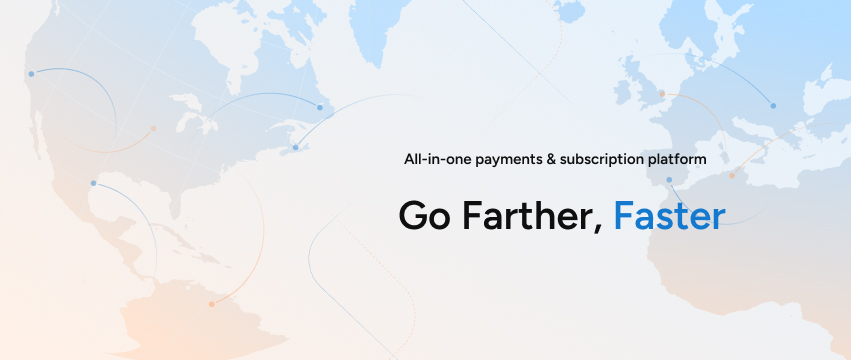 All-in-one payments & subscription platform
Go Farther, Faster